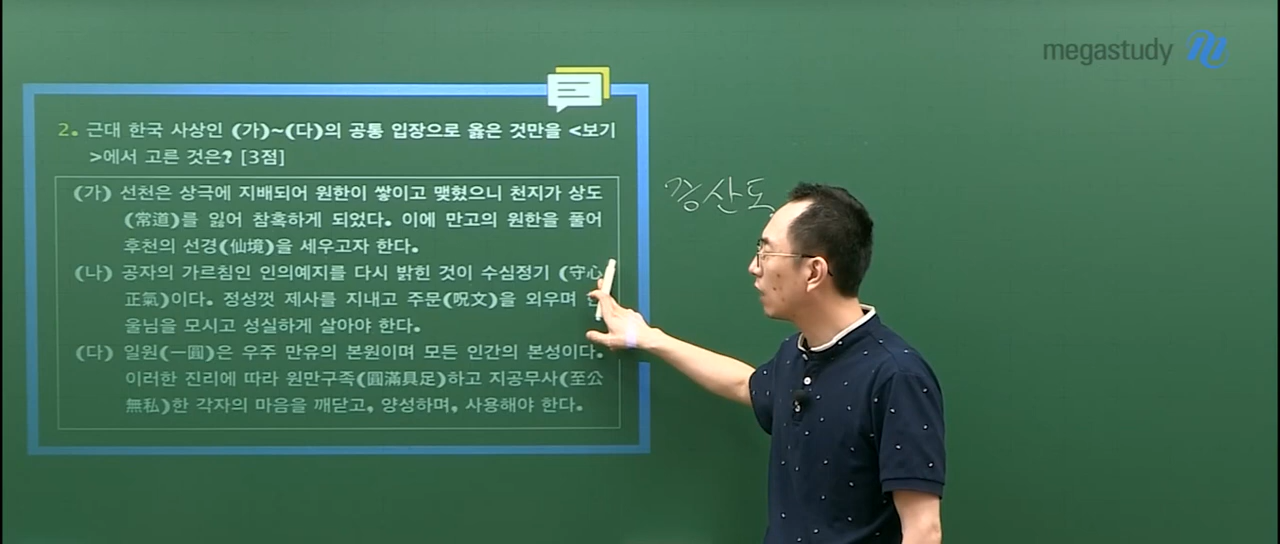 megastudy
2. 근대 한국 사상인 (가)~(다)의 공통 입장으로 옳은 것만을 <보기
>에서 고른 것은? [3점]
(가) 선천은 상극에 지배되어 원한이 쌓이고 맺혔으니 천지가 상도
(常道)를 잃어 참혹하게 되었다. 이에 만고의 원한을 풀어
후천의 선경(仙境)을 세우고자 한다.
(나) 공자의 가르침인 인의예지를 다시 밝힌 것이 수심정기 (守心
正氣)이다. 정성껏 제사를 지내고 주문(呪文)을 외우며
울님을 모시고 성실하게 살아야 한다.
(다) 일원(一圓)은 우주 만유의 본원이며 모든 인간의 본성이다.
이러한 진리에 따라 원만구족(圓滿具足)하고 지공무사(至公
無私)한 각자의 마음을 깨닫고, 양성하며, 사용해야 한다.
증산도